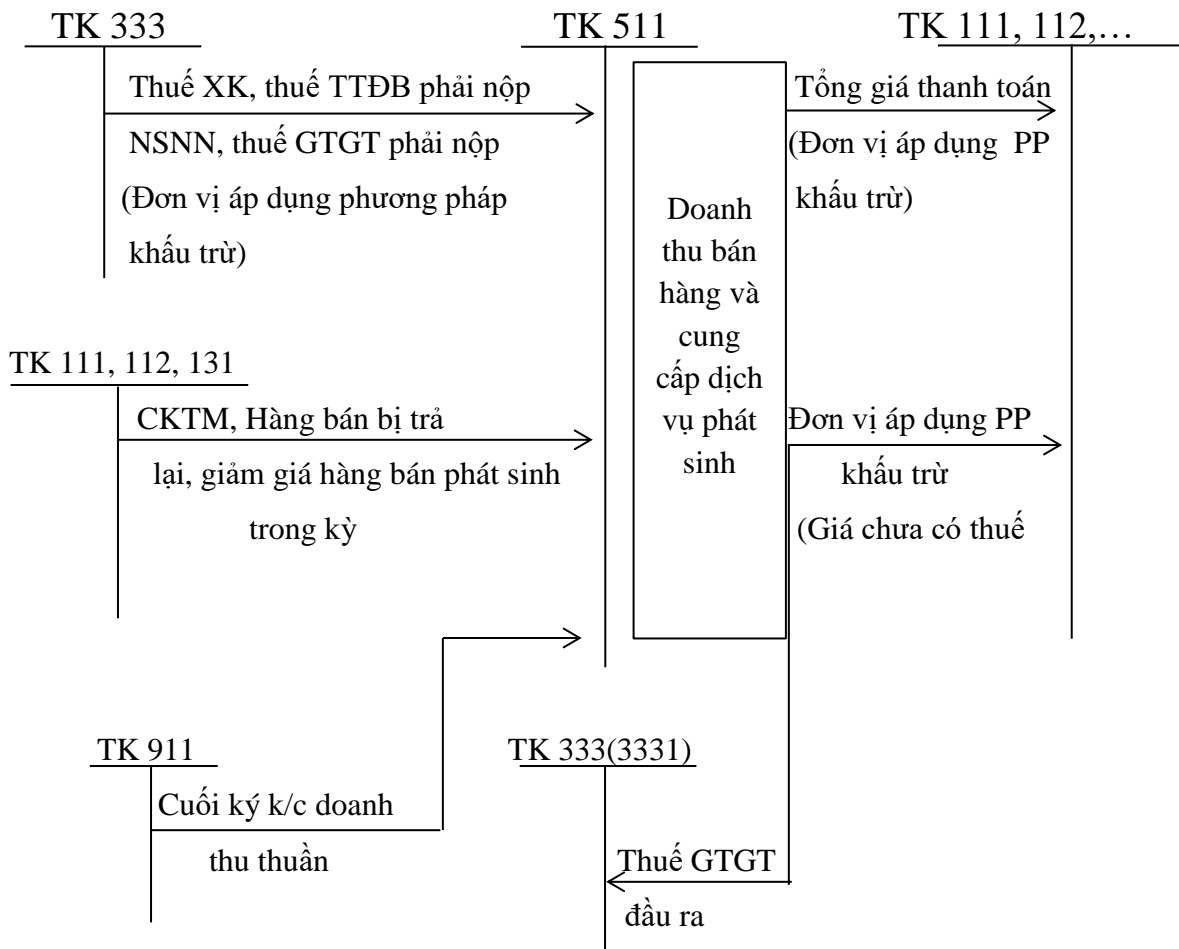 TK 333
TK 511
TK 111, 112,…
Thuế XK, thuế TTĐB phải nộp
NSNN, thuế GTGT phải nộp
(Đơn vị áp dụng phương pháp
khấu trừ)
Tổng giá thanh toán
(Đơn vị áp dụng PP
khấu trừ)
Doanh
thu bán
hàng và
cung
cấp dịch
vụ phát
sinh
TK 111, 112, 131
CKTM, Hàng bán bị trả
lại, giảm giá hàng bán phát sinh
trong kỳ
Đơn vị áp dụng PP
khấu trừ
(Giá chưa có thuế
TK 911
Cuối ký k/c doanh
thu thuần
TK 333(3331)
Thuế GTGT
đầu ra